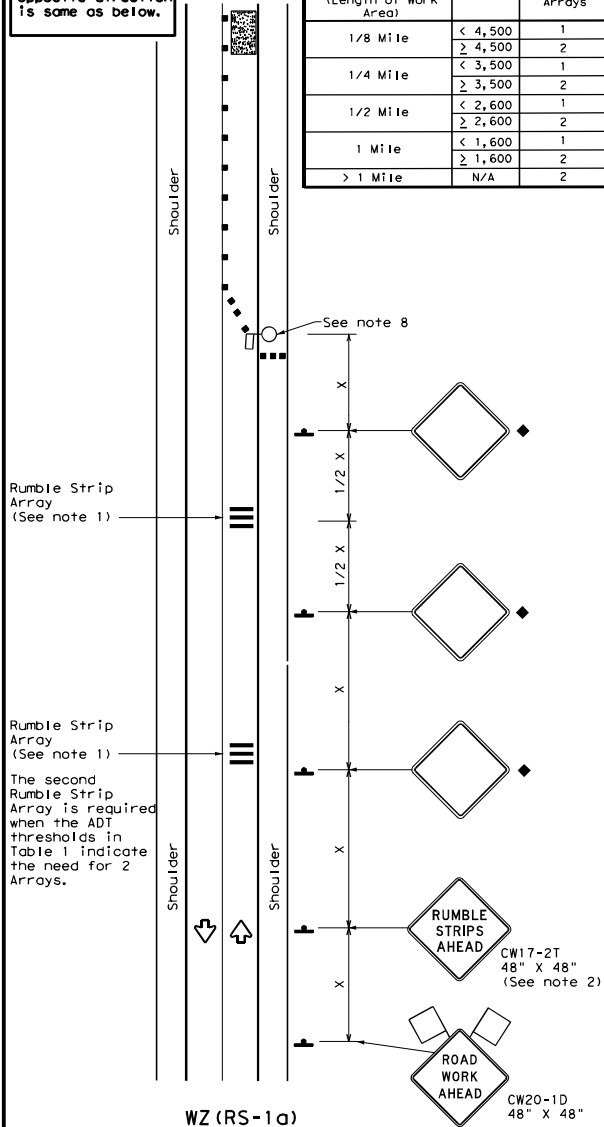 is same as below.
(Length of Work
Area)
Arrays
1/8 Mile
< 4,500
1
≥ 4,500
2
1/4 Mile
< 3,500
1
≥ 3,500
2
1/2 Mile
< 2,600
1
≥ 2,600
2
1 Mile
< 1,600
1
≥ 1,600
2
> 1 Mile
N/A
2
Shoulder
Shoulder
See note 8
X
1/2 X
Rumble Strip
Array
(See note 1)
1/2 X
X
Rumble Strip
Array
(See note 1)
The second
Rumble Strip
Array is required
when the ADT
thresholds in
Table 1 indicate
the need for 2
Arrays.
X
Shoulder
Shoulder
RUMBLE
STRIPS
AHEAD
CW17-2T
48" X 48"
(See note 2)
X
ROAD
WORK
AHEAD
CW20-1D
48" X 48"
WZ(RS-1a)